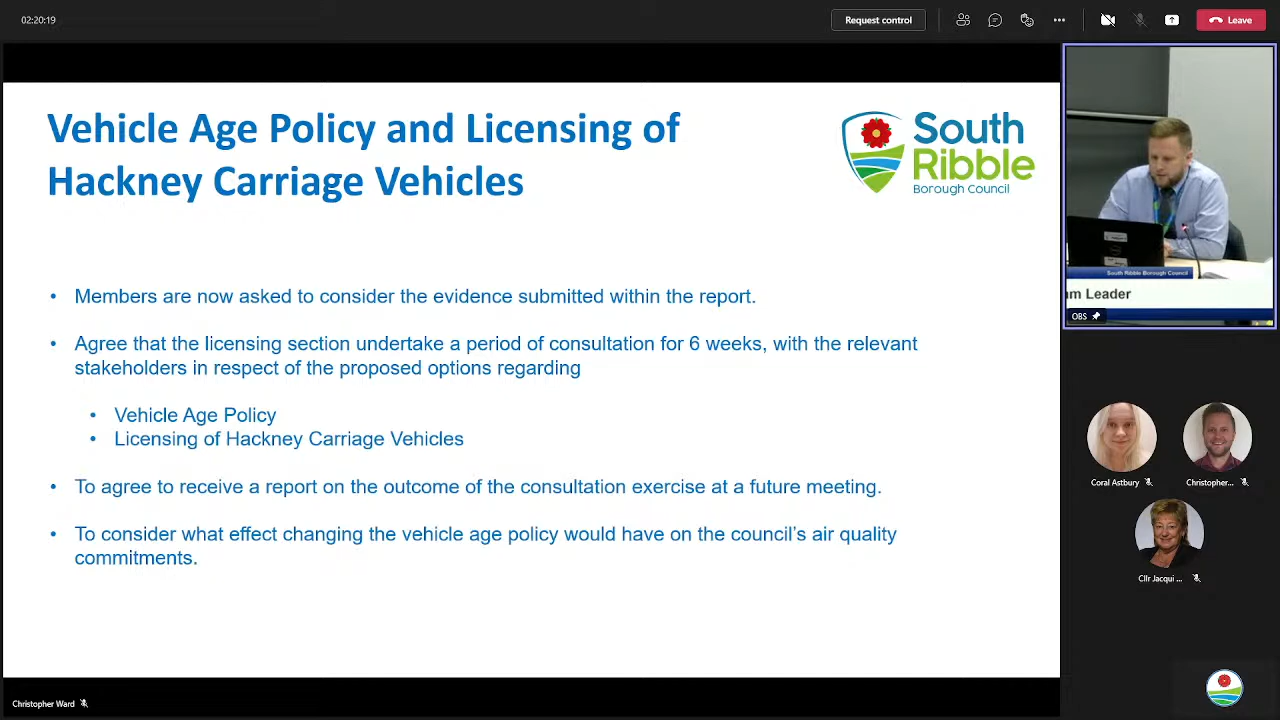 02:20:19
Request control
Leave
Vehicle Age Policy and Licensing of
Hackney Carriage Vehicles
South
Ribble
Borough Council
• Members are now asked to consider the evidence submitted within the report.
• Agree that the licensing section undertake a period of consultation for 6 weeks, with the relevant
stakeholders in respect of the proposed options regarding
• Vehicle Age Policy
• Licensing of Hackney Carriage Vehicles
• To agree to receive a report on the outcome of the consultation exercise at a future meeting.
• To consider what effect changing the vehicle age policy would have on the council's air quality
commitments.
South Ribble Borough Council
am Leader
OBS
Coral Astbury
Christopher...
Cllr Jacqui ...
Christopher Ward